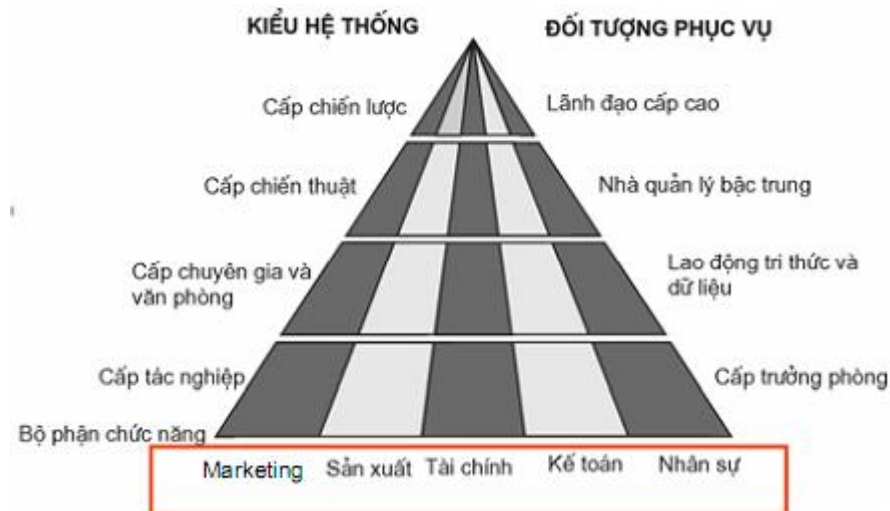 KIỂU HỆ THỐNG
ĐỐI TƯỢNG PHỤC VỤ
Cấp chiến lược
Lãnh đạo cấp cao
Cấp chiến thuật
Nhà quản lý bậc trung
Cấp chuyên gia và
văn phòng
Lao động tri thức và
dữ liệu
Cấp tác nghiệp
Cấp trưởng phòng
Bộ phận chức năng
Marketing Sản xuất Tài chính Kế toán Nhân sự